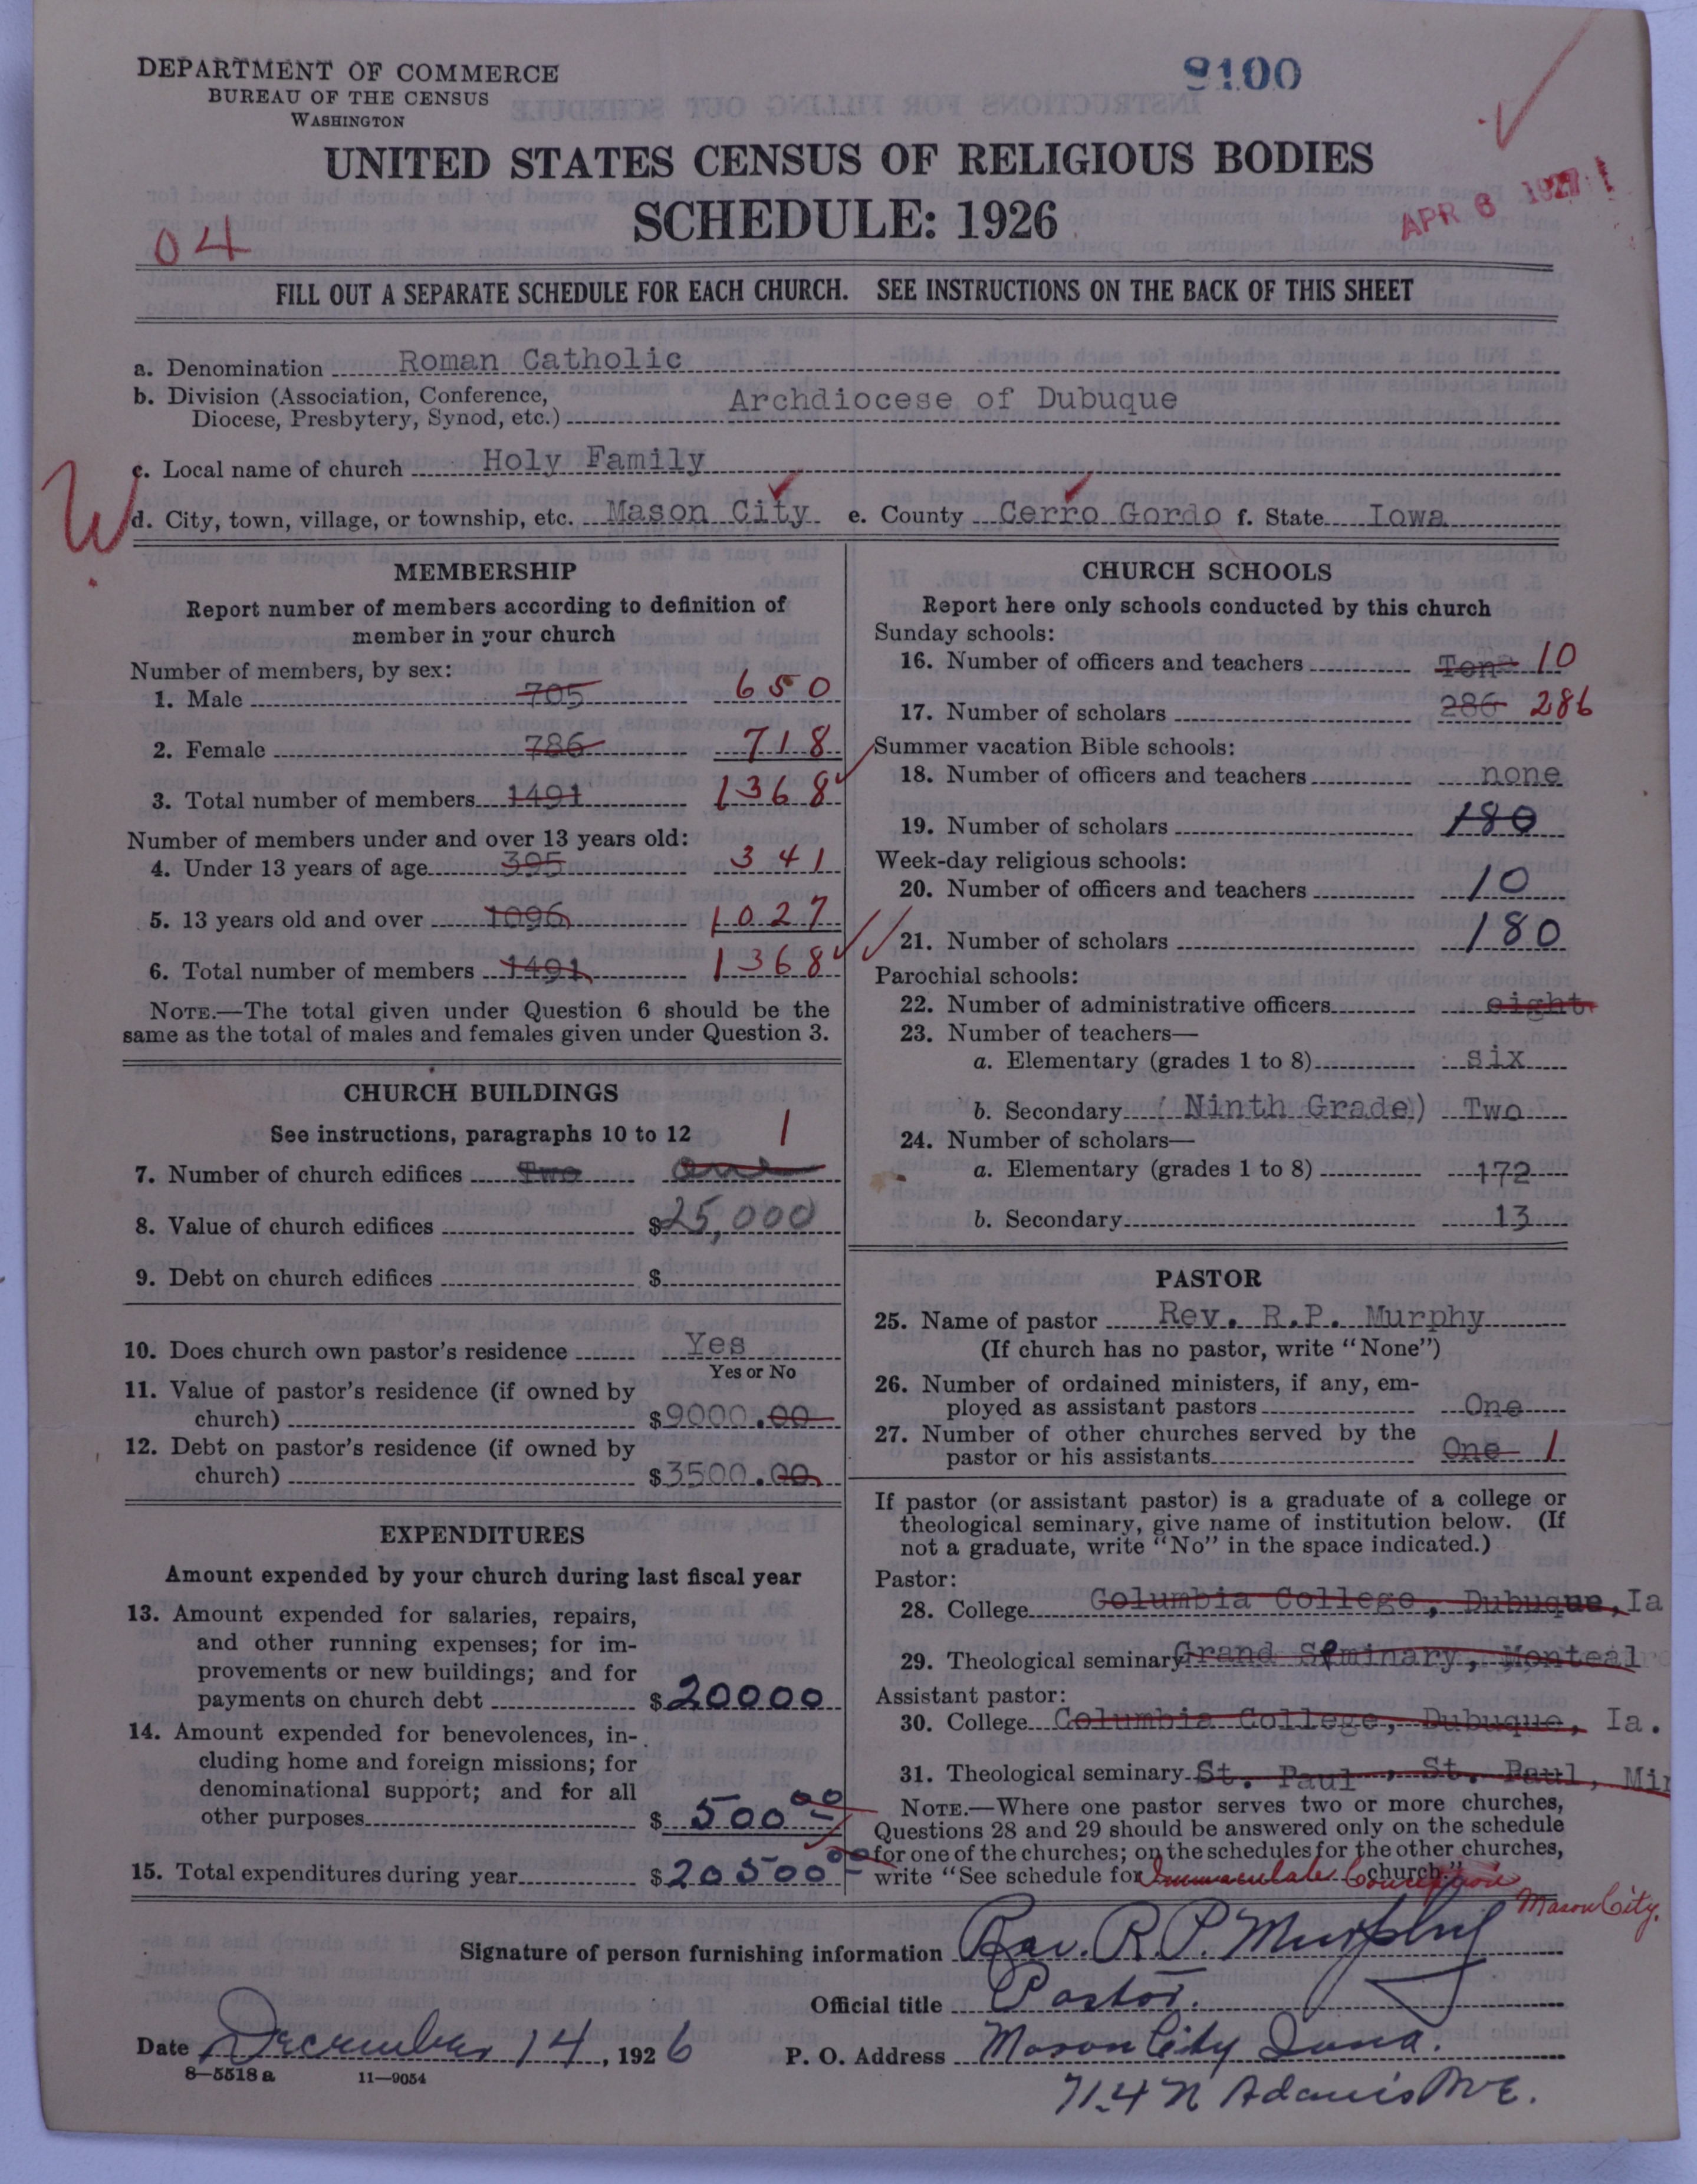 DEPARTMENT OF COMMERCE
BUREAU OF THE CENSUS
WASHINGTON
9100
UNITED STATES CENSUS OF RELIGIOUS BODIES
SCHEDULE: 1926
APR 6 1927
04
FILL OUT A SEPARATE SCHEDULE FOR EACH CHURCH. SEE INSTRUCTIONS ON THE BACK OF THIS SHEET
a. Denomination Roman Catholic
b. Division (Association, Conference,
Diocese, Presbytery, Synod, etc.) Archdiocese of Dubuque
c. Local name of church Holy Family
d. City, town, village, or township, etc. Mason City e. County Cerro Gordo f. State Iowa
MEMBERSHIP
Report number of members according to definition of
member in your church
Number of members, by sex:
1. Male 705 650
2. Female 786 718
3. Total number of members 1491 1368
Number of members under and over 13 years old:
4. Under 13 years of age 395 341
5. 13 years old and over 1096 1027
6. Total number of members 1491 1368
NOTE.—The total given under Question 6 should be the
same as the total of males and females given under Question 3.
CHURCH BUILDINGS
See instructions, paragraphs 10 to 12 1
7. Number of church edifices Two one
8. Value of church edifices $25,000
9. Debt on church edifices $
10. Does church own pastor's residence Yes
Yes or No
11. Value of pastor's residence (if owned by
church) $9000.00
12. Debt on pastor's residence (if owned by
church) $3500.00
EXPENDITURES
Amount expended by your church during last fiscal year
13. Amount expended for salaries, repairs,
and other running expenses; for im-
provements or new buildings; and for
payments on church debt $20000
14. Amount expended for benevolences, in-
cluding home and foreign missions; for
denominational support; and for all
other purposes $500 00
15. Total expenditures during year $20500 00
CHURCH SCHOOLS
Report here only schools conducted by this church
Sunday schools:
16. Number of officers and teachers Ten 10
17. Number of scholars 286 286
Summer vacation Bible schools:
18. Number of officers and teachers none
19. Number of scholars 180
Week-day religious schools:
20. Number of officers and teachers 10
21. Number of scholars 180
Parochial schools:
22. Number of administrative officers eight
23. Number of teachers—
a. Elementary (grades 1 to 8) six
b. Secondary ( Ninth Grade) Two
24. Number of scholars—
a. Elementary (grades 1 to 8) 172
b. Secondary 13
PASTOR
25. Name of pastor Rev. R.P. Murphy
(If church has no pastor, write "None")
26. Number of ordained ministers, if any, em-
ployed as assistant pastors One
27. Number of other churches served by the
pastor or his assistants One 1
If pastor (or assistant pastor) is a graduate of a college or
theological seminary, give name of institution below. (If
not a graduate, write "No" in the space indicated.)
Pastor:
28. College Columbia College, Dubuque, Ia
29. Theological seminary Grand Seminary, Monteal
Assistant pastor:
30. College Columbia College, Dubuque, Ia.
31. Theological seminary St. Paul , St. Paul, Min
NOTE.—Where one pastor serves two or more churches,
Questions 28 and 29 should be answered only on the schedule
for one of the churches; on the schedules for the other churches,
write "See schedule for Immaculate Conception church."
Mason City.
Signature of person furnishing information Rev. R.P. Murphy
Official title Pastor.
Date December 14, 1926 P. O. Address Mason City Iowa.
8—5518a 11—9054
714 N Adams Ave.